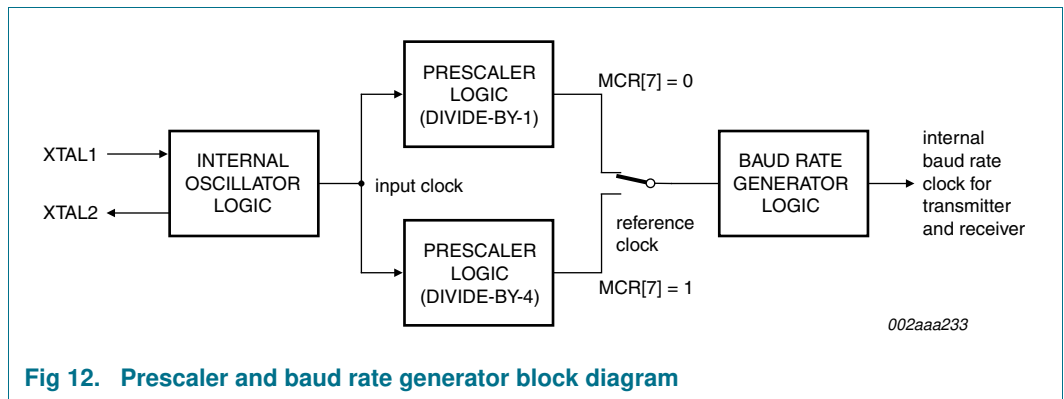 XTAL1
XTAL2
INTERNAL
OSCILLATOR
LOGIC
input clock
PRESCALER
LOGIC
(DIVIDE-BY-1)
MCR[7] = 0
PRESCALER
LOGIC
(DIVIDE-BY-4)
MCR[7] = 1
reference
clock
BAUD RATE
GENERATOR
LOGIC
internal
baud rate
clock for
transmitter
and receiver
002aaa233
Fig 12. Prescaler and baud rate generator block diagram